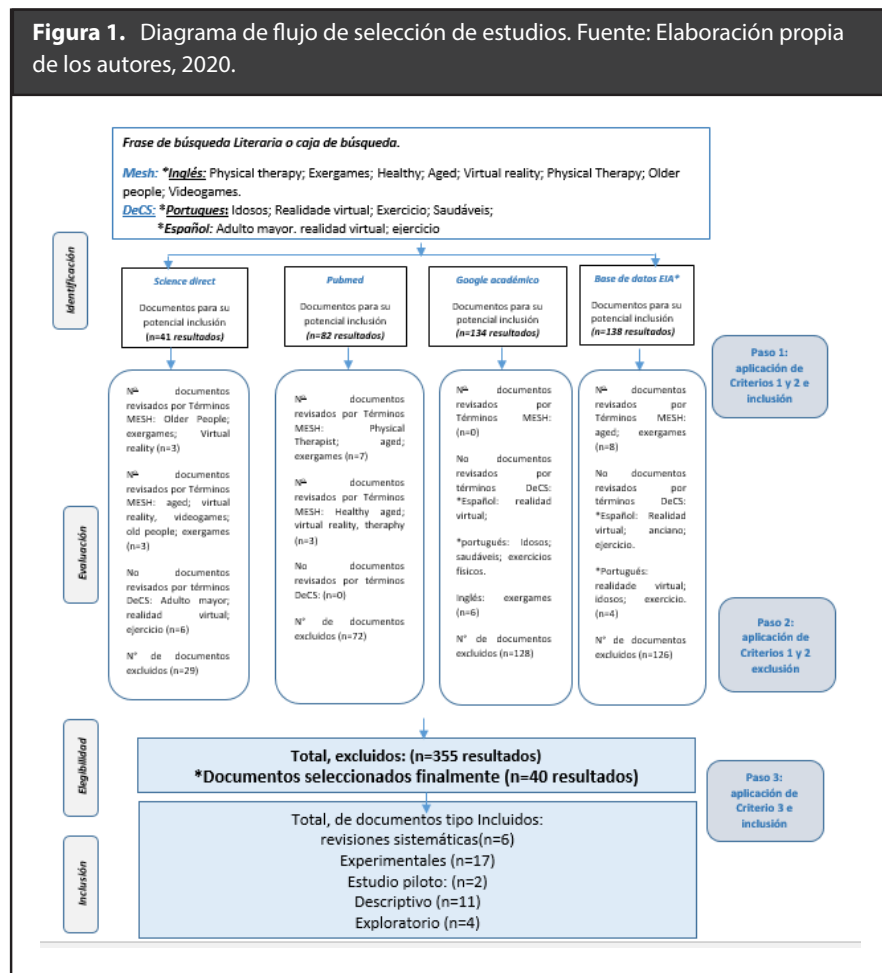 Figura 1. Diagrama de flujo de selección de estudios. Fuente: Elaboración propia
de los autores, 2020.
Frase de búsqueda Literaria o caja de búsqueda.
Mesh: *Inglés: Physical therapy; Exergames; Healthy; Aged; Virtual reality; Physical Therapy; Older
people; Videogames.
DeCS: *Portugues: Idosos; Realidade virtual; Exercicio; Saudáveis;
*Español: Adulto mayor. realidad virtual; ejercicio
Identificación
Science direct
Documentos para su
potencial inclusión
(n=41 resultados)
Pubmed
Documentos para su
potencial inclusión
(n=82 resultados)
Google académico
Documentos para su
potencial inclusión
(n=134 resultados)
Base de datos EIA*
Documentos para su
potencial inclusión
(n=138 resultados)
Paso 1:
aplicación de
Criterios 1 y 2 e
inclusión
Evaluación
Nº documentos
revisados por Términos
MESH: Older People;
exergames; Virtual
reality (n=3)
Nº documentos
revisados por Términos
MESH: aged; virtual
reality, videogames;
old people; exergames
(n=3)
No documentos
revisados por términos
DeCS: Adulto mayor;
realidad virtual;
ejercicio (n=6)
N° de documentos
excluidos (n=29)
Nº documentos
revisados por Términos
MESH: Physical
Therapist; aged;
exergames (n=7)
Nº documentos
revisados por Términos
MESH: Healthy aged;
virtual reality, theraphy
(n=3)
No documentos
revisados por términos
DeCS: (n=0)
N° de documentos
excluidos (n=72)
Nº documentos
revisados por
Términos MESH:
(n=0)
No documentos
revisados por
términos DeCS:
*Español: realidad
virtual;
*portugués: Idosos;
saudáveis; exercicios
físicos.
Inglés: exergames
(n=6)
N° de documentos
excluidos (n=128)
Nº documentos
revisados por
Términos MESH:
aged; exergames
(n=8)
No documentos
revisados por
términos DeCS:
*Español: Realidad
virtual; anciano;
ejercicio.
*Portugués:
realidade virtual;
idosos; exercicio.
(n=4)
N° de documentos
excluidos (n=126)
Paso 2:
aplicación de
Criterios 1 y 2
exclusión
Elegibilidad
Total, excluidos: (n=355 resultados)
*Documentos seleccionados finalmente (n=40 resultados)
Paso 3:
aplicación de
Criterio 3 e
inclusión
Inclusión
Total, de documentos tipo Incluidos:
revisiones sistemáticas(n=6)
Experimentales (n=17)
Estudio piloto: (n=2)
Descriptivo (n=11)
Exploratorio (n=4)